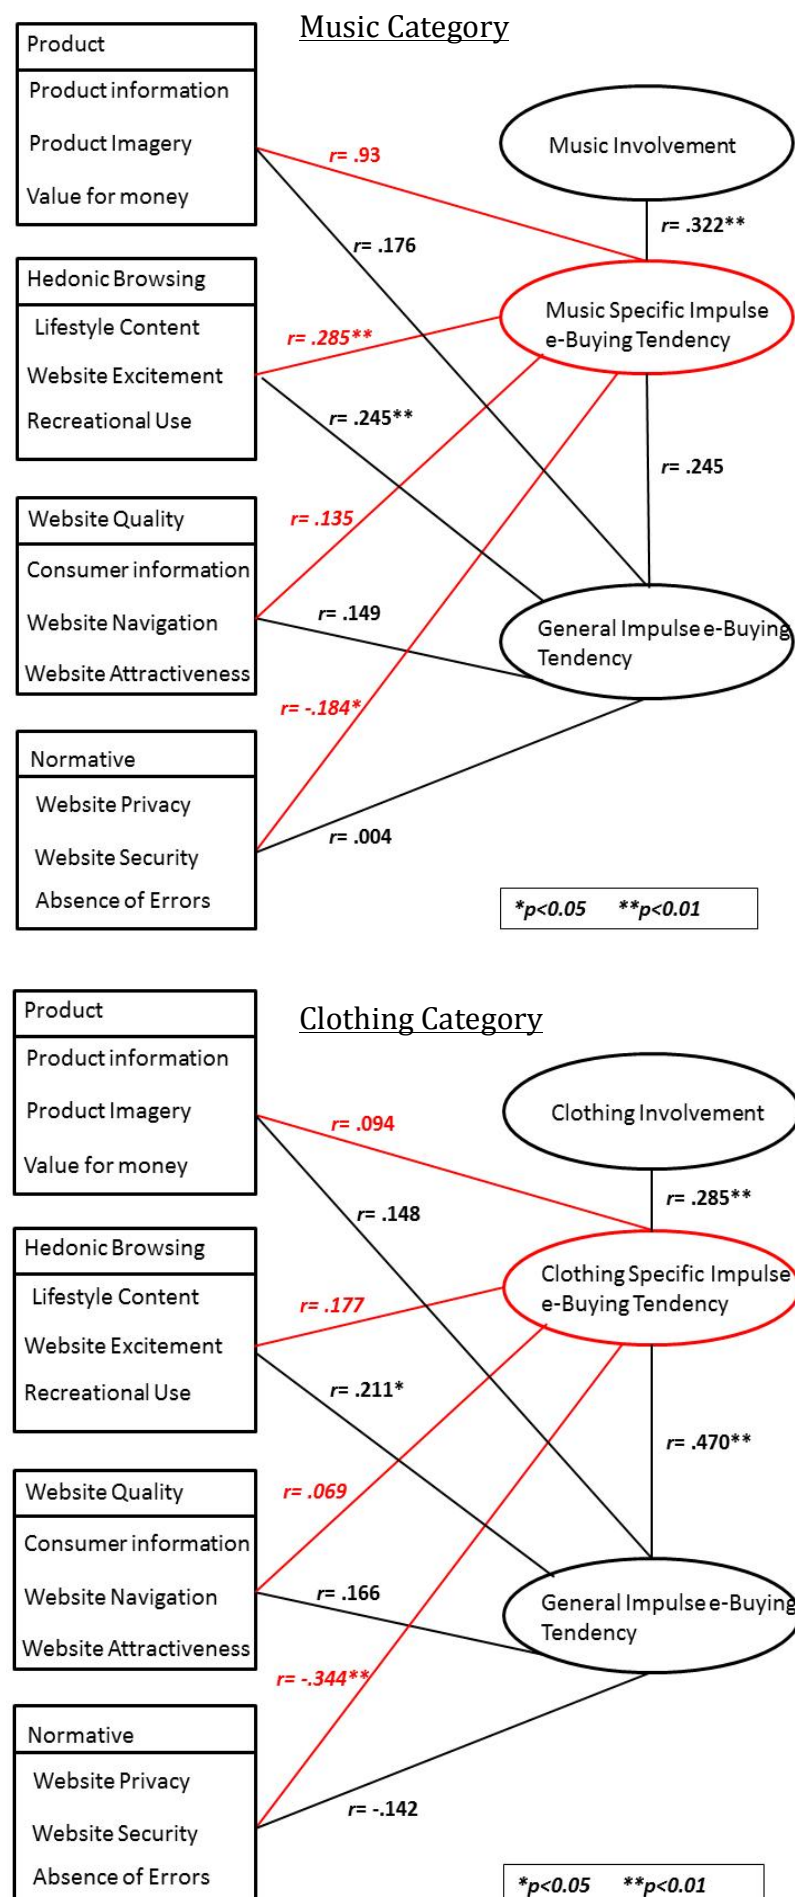 Music Category
Product
Product information
Product Imagery
Value for money
Hedonic Browsing
Lifestyle Content
Website Excitement
Recreational Use
Website Quality
Consumer information
Website Navigation
Website Attractiveness
Normative
Website Privacy
Website Security
Absence of Errors
r= .93
r= .176
r= .285**
r= .245**
r= .135
r= .149
r= -.184*
r= .004
Music Involvement
r= .322**
Music Specific Impulse
e-Buying Tendency
r= .245
General Impulse e-Buying
Tendency
*p<0.05 **p<0.01
Clothing Category
Product
Product information
Product Imagery
Value for money
Hedonic Browsing
Lifestyle Content
Website Excitement
Recreational Use
Website Quality
Consumer information
Website Navigation
Website Attractiveness
Normative
Website Privacy
Website Security
Absence of Errors
r= .094
r= .148
r= .177
r= .211*
r= .069
r= .166
r= -.344**
r= -.142
Clothing Involvement
r= .285**
Clothing Specific Impulse
e-Buying Tendency
r= .470**
General Impulse e-Buying
Tendency
*p<0.05 **p<0.01